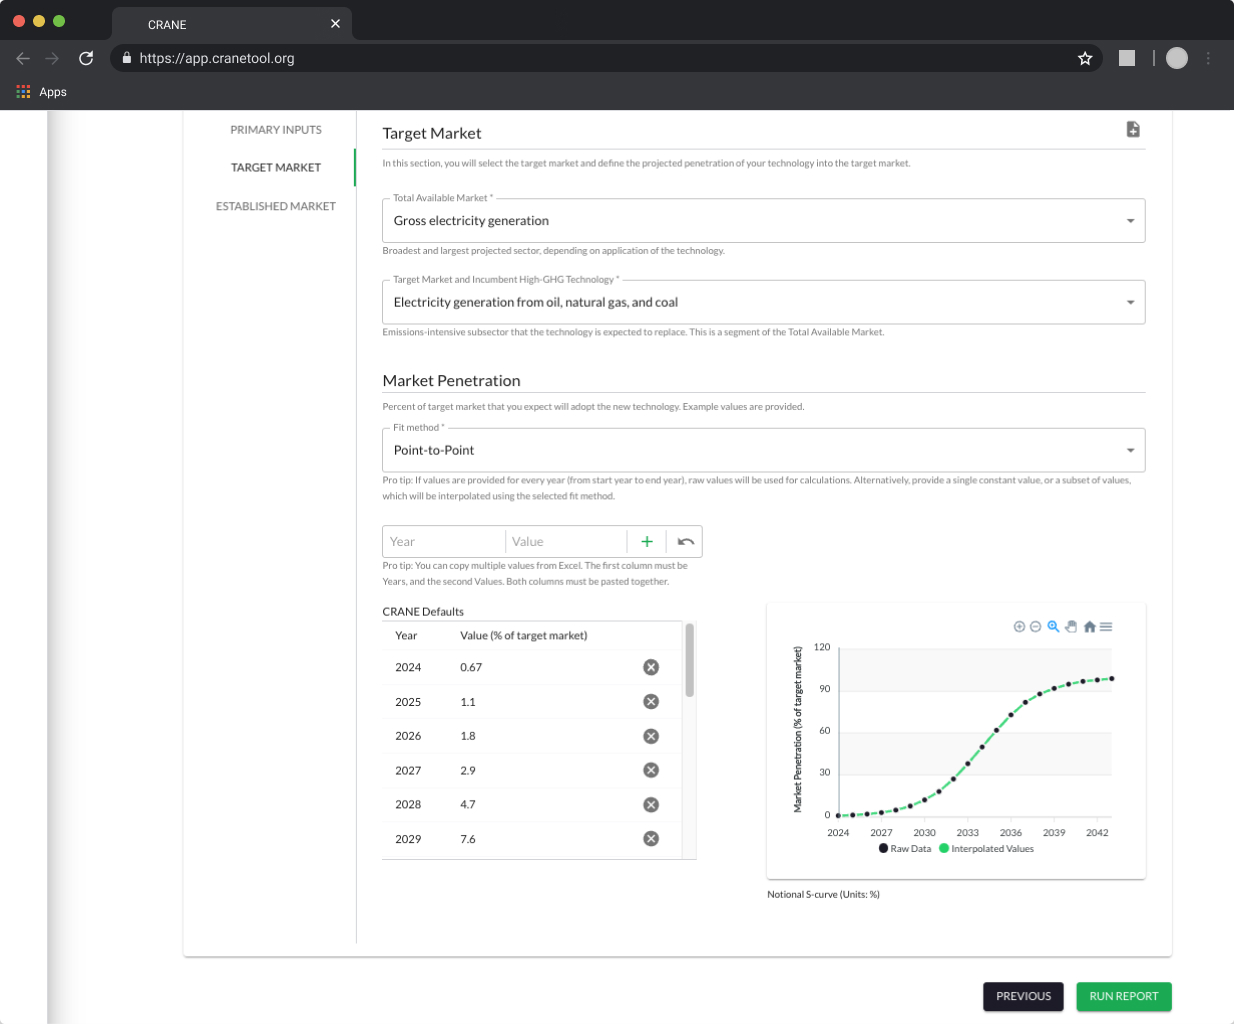 CRANE
https://app.cranetool.org
Apps
PRIMARY INPUTS
TARGET MARKET
ESTABLISHED MARKET
Target Market
In this section, you will select the target market and define the projected penetration of your technology into the target market.
Total Available Market *
Gross electricity generation
Broadest and largest projected sector, depending on application of the technology.
Target Market and Incumbent High-GHG Technology *
Electricity generation from oil, natural gas, and coal
Emissions-intensive subsector that the technology is expected to replace. This is a segment of the Total Available Market.
Market Penetration
Percent of target market that you expect will adopt the new technology. Example values are provided.
Fit method *
Point-to-Point
Pro tip: If values are provided for every year (from start year to end year), raw values will be used for calculations. Alternatively, provide a single constant value, or a subset of values,
which will be interpolated using the selected fit method.
Year Value
Pro tip: You can copy multiple values from Excel. The first column must be
Years, and the second Values. Both columns must be pasted together.
CRANE Defaults
Year Value (% of target market)
2024 0.67
2025 1.1
2026 1.8
2027 2.9
2028 4.7
2029 7.6
Market Penetration (% of target market)
120
90
60
30
0
2024 2027 2030 2033 2036 2039 2042
Raw Data Interpolated Values
Notional S-curve (Units: %)
PREVIOUS RUN REPORT